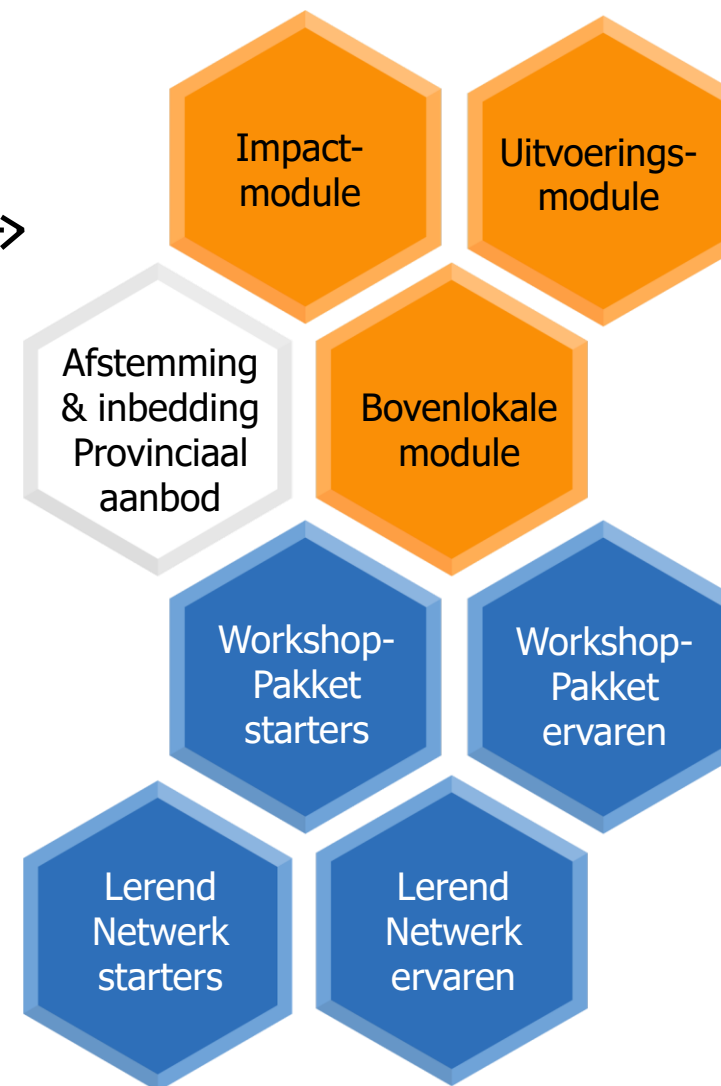 Impact-
module
Uitvoerings-
module
Afstemming
& inbedding
Provinciaal
aanbod
Bovenlokale
module
Workshop-
Pakket
starters
Workshop-
Pakket
ervaren
Lerend
Netwerk
starters
Lerend
Netwerk
ervaren